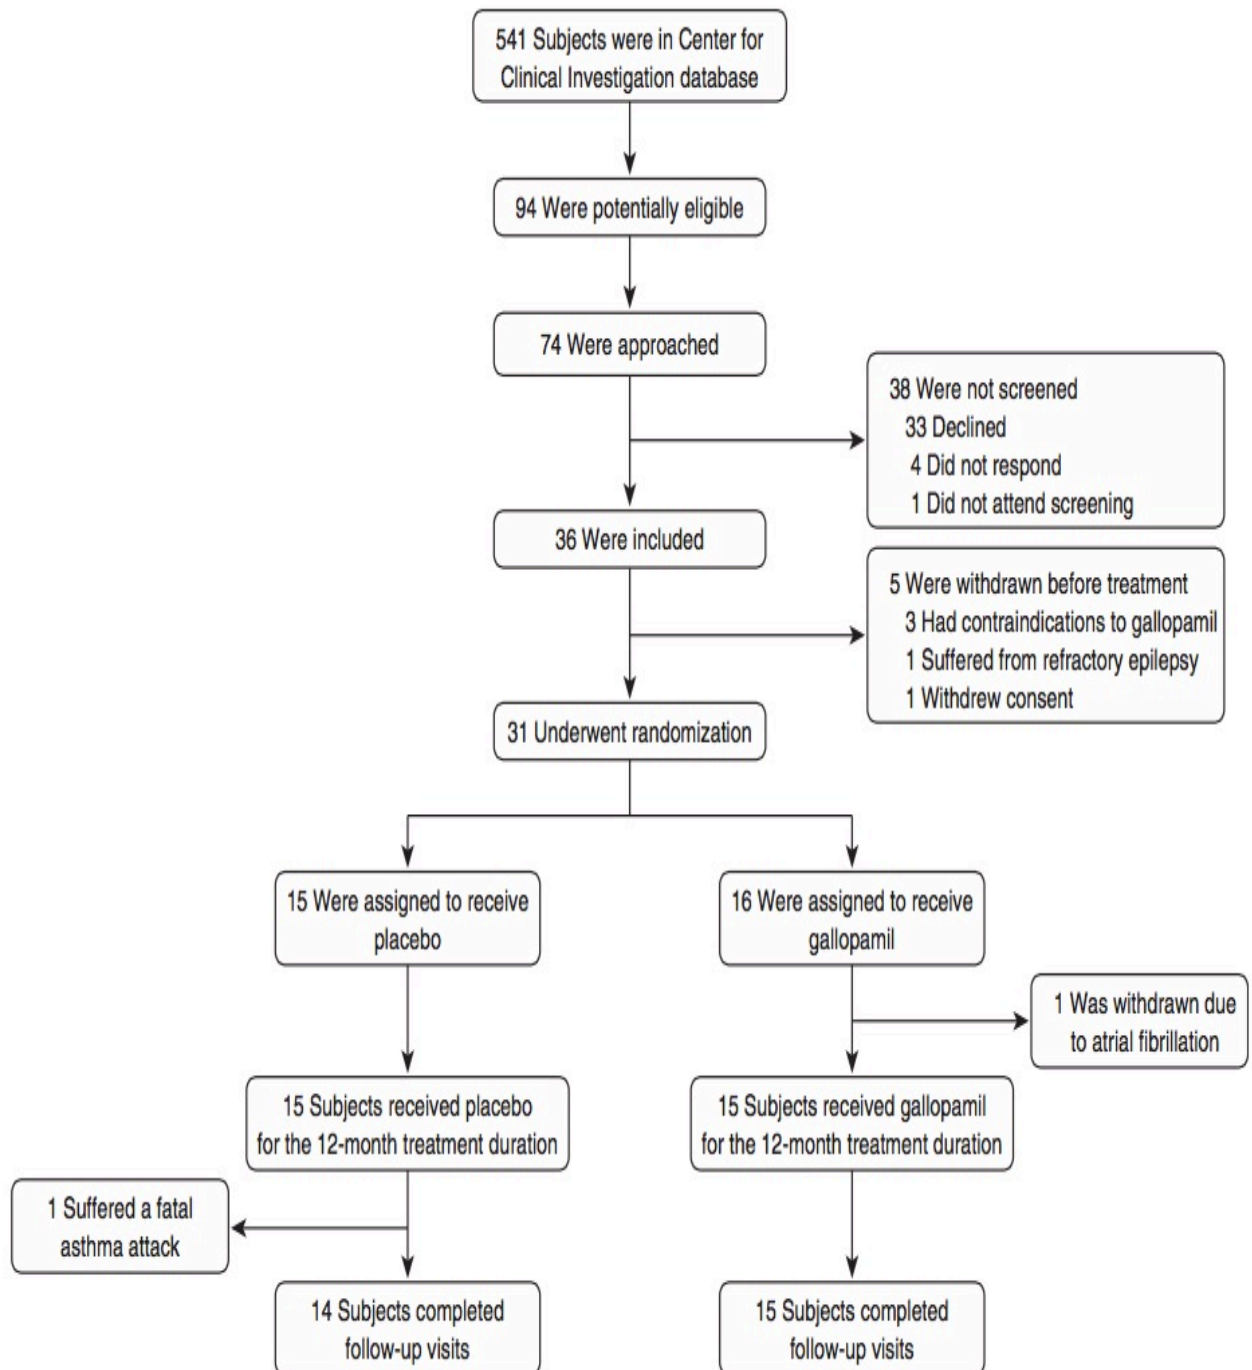 541 Subjects were in Center for
Clinical Investigation database
94 Were potentially eligible
74 Were approached
38 Were not screened
33 Declined
4 Did not respond
1 Did not attend screening
36 Were included
5 Were withdrawn before treatment
3 Had contraindications to gallopamil
1 Suffered from refractory epilepsy
1 Withdrew consent
31 Underwent randomization
15 Were assigned to receive
placebo
16 Were assigned to receive
gallopamil
1 Was withdrawn due
to atrial fibrillation
15 Subjects received placebo
for the 12-month treatment duration
15 Subjects received gallopamil
for the 12-month treatment duration
1 Suffered a fatal
asthma attack
14 Subjects completed
follow-up visits
15 Subjects completed
follow-up visits